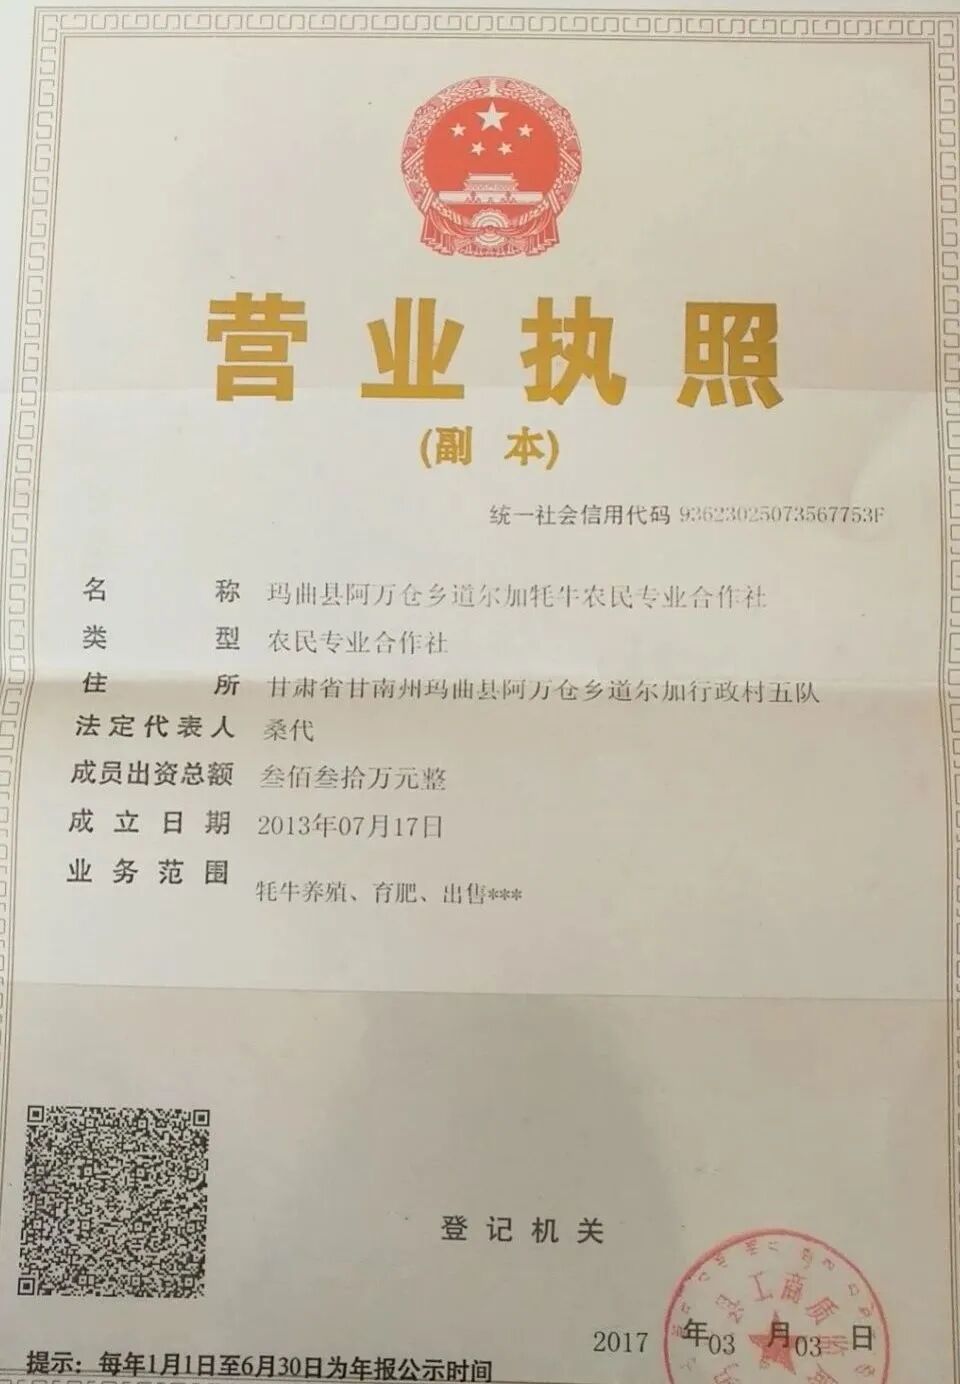 营业执照
(副 本)
统一社会信用代码 93623025073567753F
名称 玛曲县阿万仓乡道尔加牦牛农民专业合作社
类型 农民专业合作社
住所 甘肃省甘南州玛曲县阿万仓乡道尔加行政村五队
法定代表人 桑代
成员出资总额 叁佰叁拾万元整
成立日期 2013年07月17日
业务范围 牦牛养殖、育肥、出售***
登记机关
工商质
2017 年03 月03 日
提示：每年1月1日至6月30日为年报公示时间